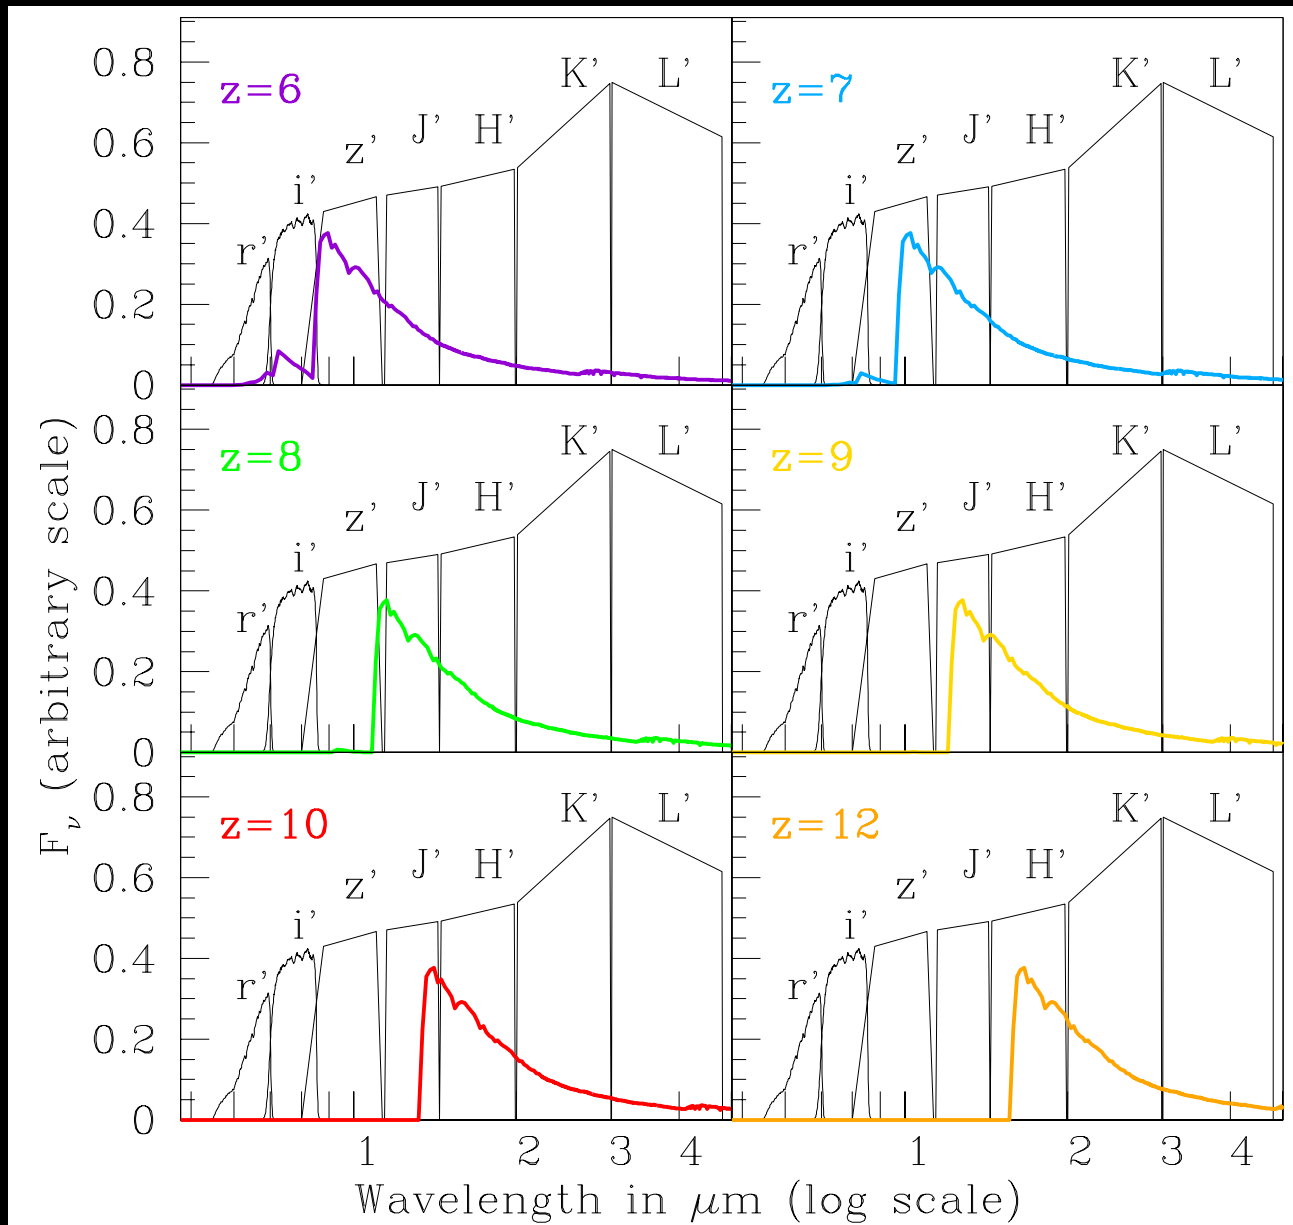 K' L' K' L'
0.8
z=6 z=7
J' H' J' H'
0.6
z' z'
i' i'
0.4
r' r'
0.2
0
K' L' K' L'
0.8
z=8 z=9
J' H' J' H'
0.6
z' z'
i' i'
0.4
r' r'
0.2
0
K' L' K' L'
0.8
z=10 z=12
J' H' J' H'
0.6
z' z'
i' i'
0.4
r' r'
0.2
0
F_ν (arbitrary scale)
1 2 3 4 1 2 3 4
Wavelength in μm (log scale)